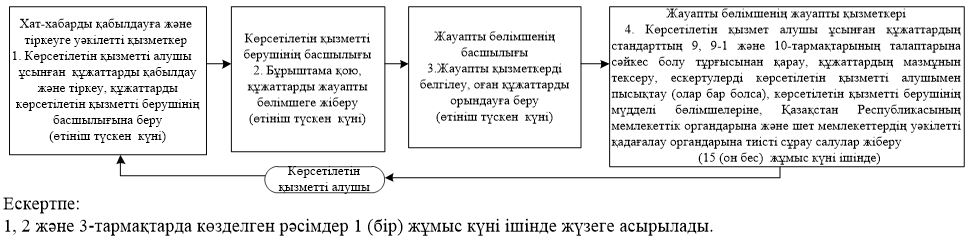 Хат-хабарды қабылдауға және
тіркеуге уәкілетті қызметкер
1. Көрсетілетін қызметті алушы
ұсынған құжаттарды қабылдау
және тіркеу, құжаттарды
көрсетілетін қызметті берушінің
басшылығына беру
(өтініш түскен күні)
Көрсетілетін қызметті
берушінің басшылығы
2. Бұрыштама қою,
құжаттарды жауапты
бөлімшеге жіберу
(өтініш түскен күні)
Жауапты бөлімшенің
басшылығы
3.Жауапты қызметкерді
белгілеу, оған құжаттарды
орындауға беру
(өтініш түскен күні)
Жауапты бөлімшенің жауапты қызметкері
4. Көрсетілетін қызмет алушы ұсынған құжаттардың
стандарттың 9, 9-1 және 10-тармақтарының талаптарына
сәйкес болу тұрғысынан қарау, құжаттардың мазмұнын
тексеру, ескертулерді көрсетілетін қызметті алушымен
пысықтау (олар бар болса), көрсетілетін қызметті берушінің
мүдделі бөлімшелеріне, Қазақстан Республикасының
мемлекеттік органдарына және шет мемлекеттердің уәкілетті
қадағалау органдарына тиісті сұрау салулар жіберу
(15 (он бес) жұмыс күні ішінде)
Көрсетілетін
қызметті алушы
Ескертпе:
1, 2 және 3-тармақтарда көзделген рәсімдер 1 (бір) жұмыс күні ішінде жүзеге асырылады.